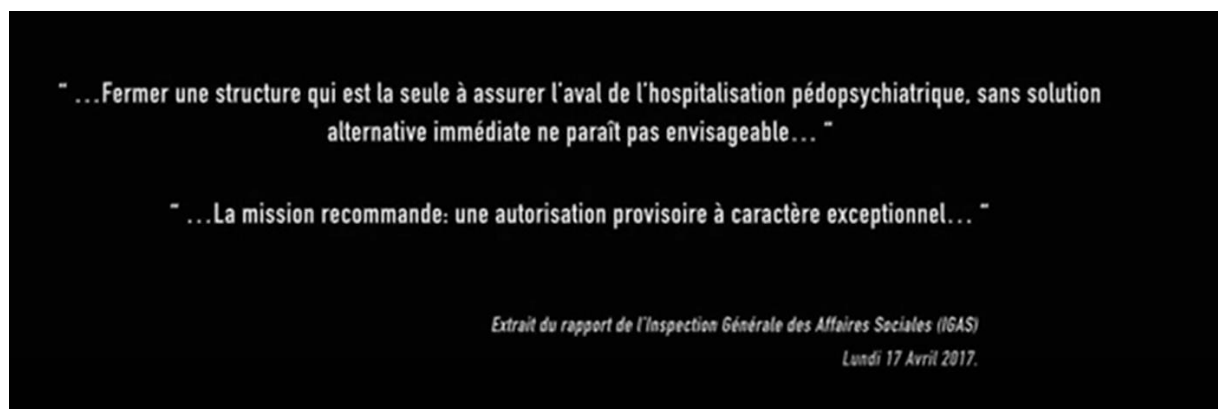 " ...Fermer une structure qui est la seule à assurer l'aval de l'hospitalisation pédopsychiatrique, sans solution
alternative immédiate ne paraît pas envisageable... "
" ...La mission recommande: une autorisation provisoire à caractère exceptionnel... "
Extrait du rapport de l'Inspection Générale des Affaires Sociales (IGAS)
Lundi 17 Avril 2017.